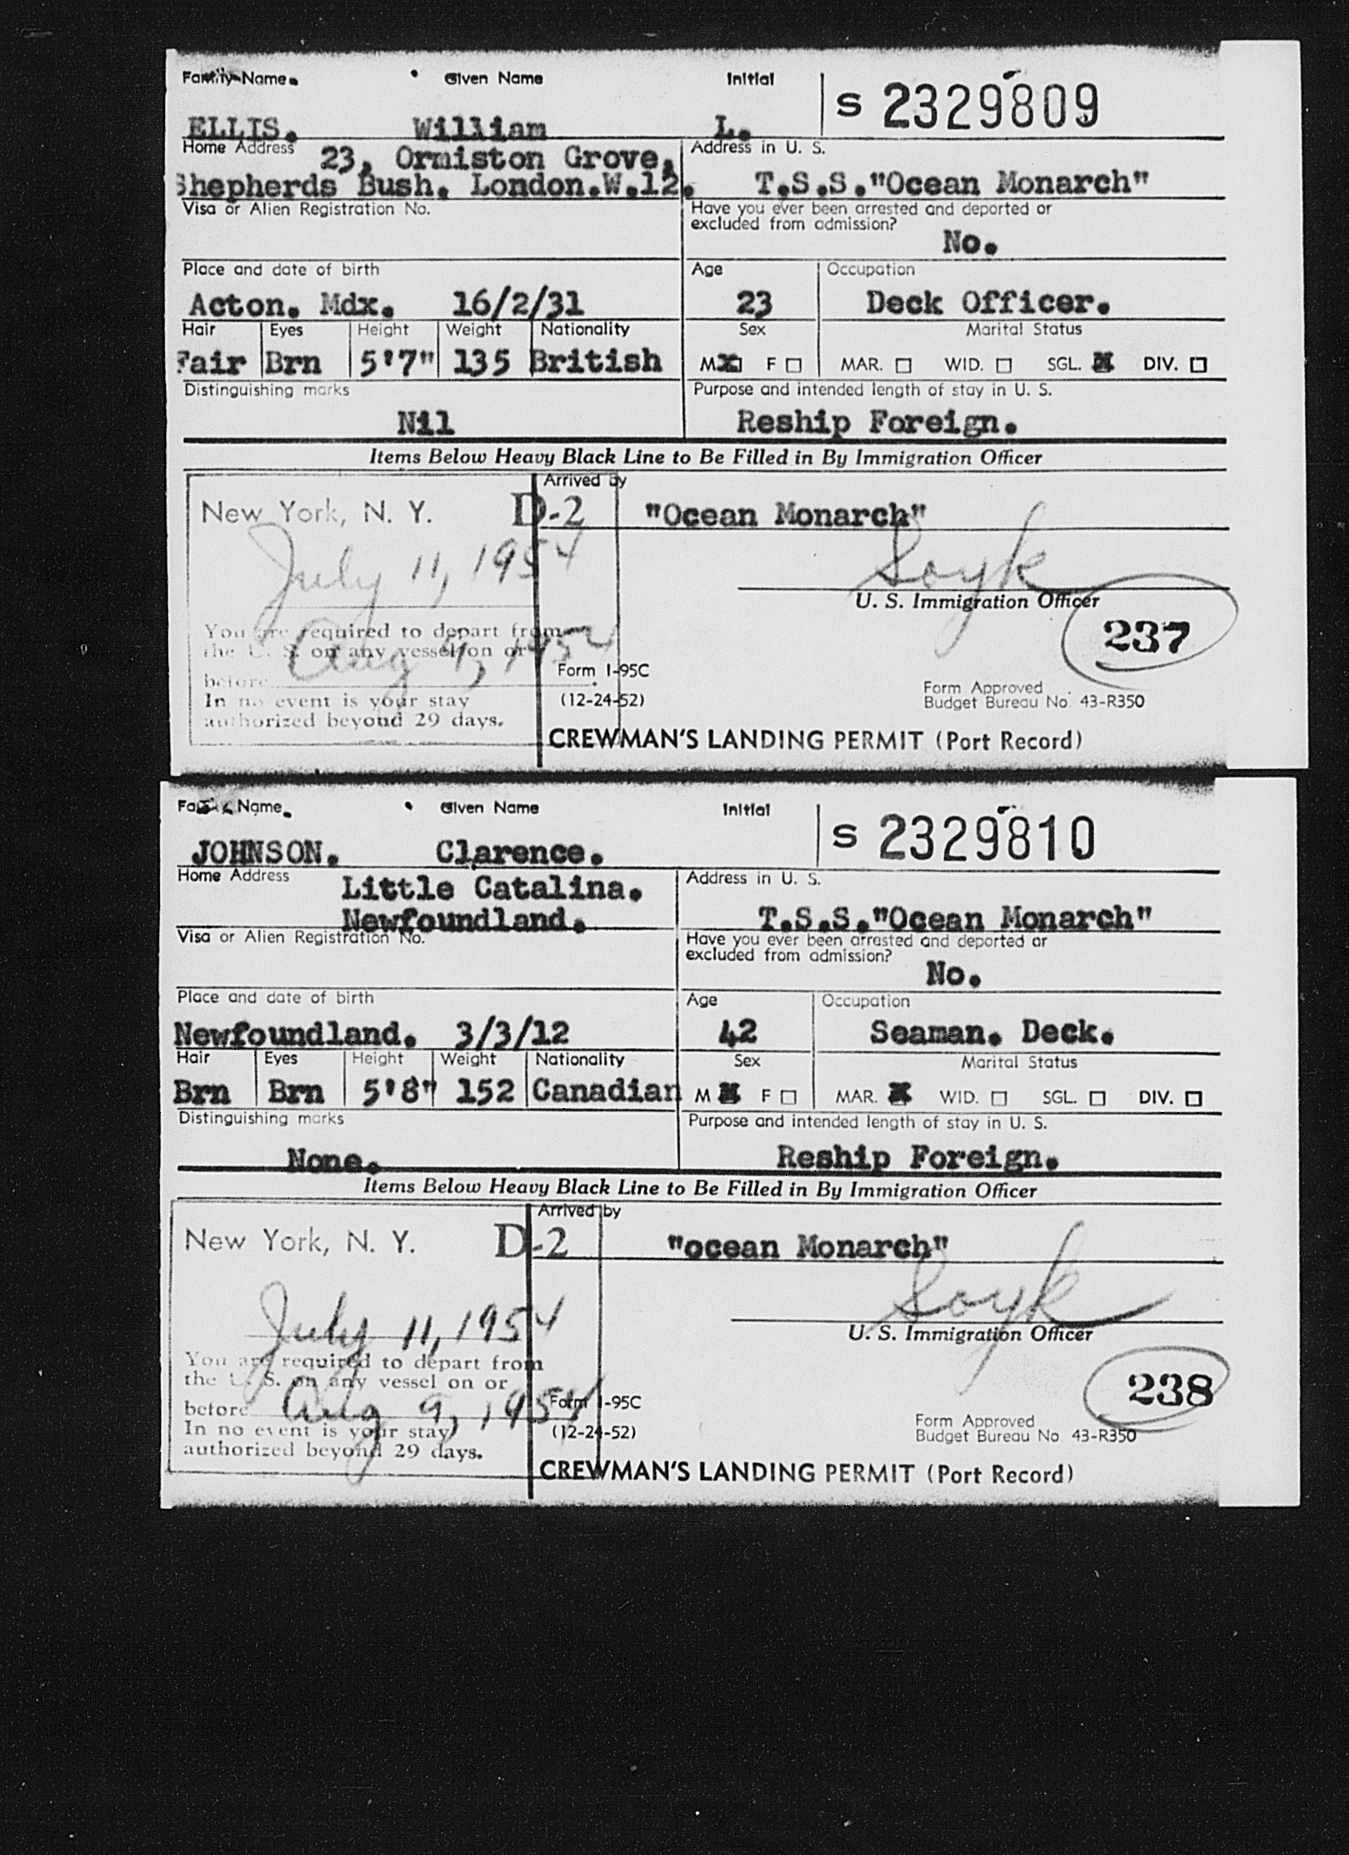 Family Name Given Name Initial
S 2329809
ELLIS. William L.
Home Address 23, Ormiston Grove, Address in U. S.
Shepherds Bush. London.W.12. T.S.S."Ocean Monarch"
Visa or Alien Registration No. Have you ever been arrested and deported or
excluded from admission?
No.
Place and date of birth Age Occupation
Acton. Mdx. 16/2/31 23 Deck Officer.
Hair Eyes Height Weight Nationality Sex Marital Status
Fair Brn 5'7" 135 British M F MAR. WID. SGL. DIV.
Distinguishing marks Purpose and intended length of stay in U. S.
Nil Reship Foreign.
Items Below Heavy Black Line to Be Filled in By Immigration Officer
Arrived by
New York, N. Y. D-2 "Ocean Monarch"
July 11, 1954 Soyk
U. S. Immigration Officer
You are required to depart from
the U. S. on any vessel on or
before Aug 9, 1954
237
Form I-95C
In no event is your stay (12-24-52) Form Approved
authorized beyond 29 days. Budget Bureau No. 43-R350
CREWMAN'S LANDING PERMIT (Port Record)
Family Name Given Name Initial
S 2329810
JOHNSON. Clarence.
Home Address Little Catalina. Address in U. S.
Newfoundland. T.S.S."Ocean Monarch"
Visa or Alien Registration No. Have you ever been arrested and deported or
excluded from admission?
No.
Place and date of birth Age Occupation
Newfoundland. 3/3/12 42 Seaman. Deck.
Hair Eyes Height Weight Nationality Sex Marital Status
Brn Brn 5'8" 152 Canadian M F MAR. WID. SGL. DIV.
Distinguishing marks Purpose and intended length of stay in U. S.
None. Reship Foreign.
Items Below Heavy Black Line to Be Filled in By Immigration Officer
Arrived by
New York, N. Y. D-2 "ocean Monarch"
July 11, 1954 Soyk
U. S. Immigration Officer
You are required to depart from
the U. S. on any vessel on or
before Aug 9, 1954
238
Form I-95C
In no event is your stay (12-24-52) Form Approved
authorized beyond 29 days. Budget Bureau No. 43-R350
CREWMAN'S LANDING PERMIT (Port Record)